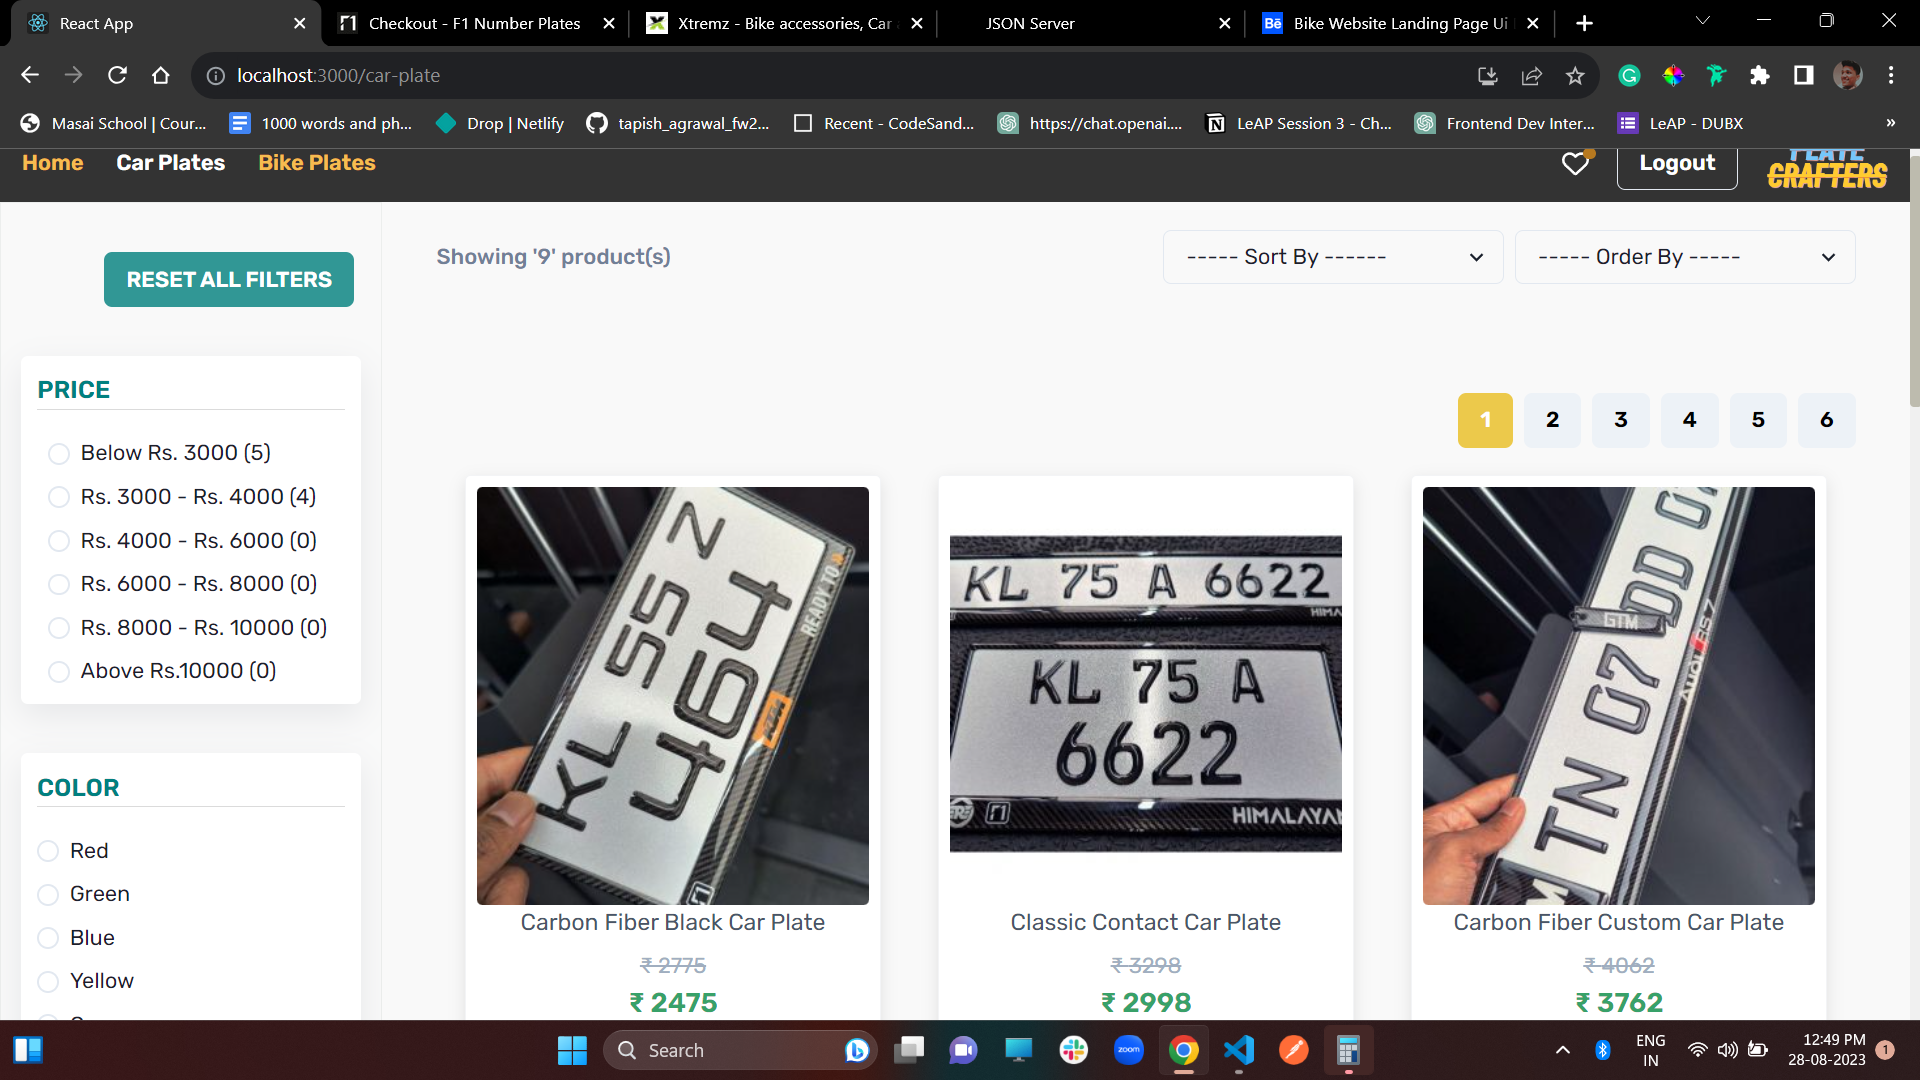 React App
Checkout - F1 Number Plates
Xtremz - Bike accessories, Car
JSON Server
Bē Bike Website Landing Page Ui
localhost:3000/car-plate
Masai School | Cour...
1000 words and ph...
Drop | Netlify
tapish_agrawal_fw2...
Recent - CodeSand...
https://chat.openai....
LeAP Session 3 - Ch...
Frontend Dev Inter...
LeAP - DUBX
»
Home
Car Plates
Bike Plates
Logout
PLATE
CRAFTERS
RESET ALL FILTERS
Showing '9' product(s)
----- Sort By ------
----- Order By -----
PRICE
Below Rs. 3000 (5)
Rs. 3000 - Rs. 4000 (4)
Rs. 4000 - Rs. 6000 (0)
Rs. 6000 - Rs. 8000 (0)
Rs. 8000 - Rs. 10000 (0)
Above Rs.10000 (0)
COLOR
Red
Green
Blue
Yellow
1 2 3 4 5 6
KL 55 Z
464
READY TO
KTM
KL 75 A 6622
HIMA
KL 75 A
6622
HIMALAYAN
TN 07 DD 07
GTM
Carbon Fiber Black Car Plate
₹ 2775
₹ 2475
Classic Contact Car Plate
₹ 3298
₹ 2998
Carbon Fiber Custom Car Plate
₹ 4062
₹ 3762
Search
zoom
ENG
IN
12:49 PM
28-08-2023
1